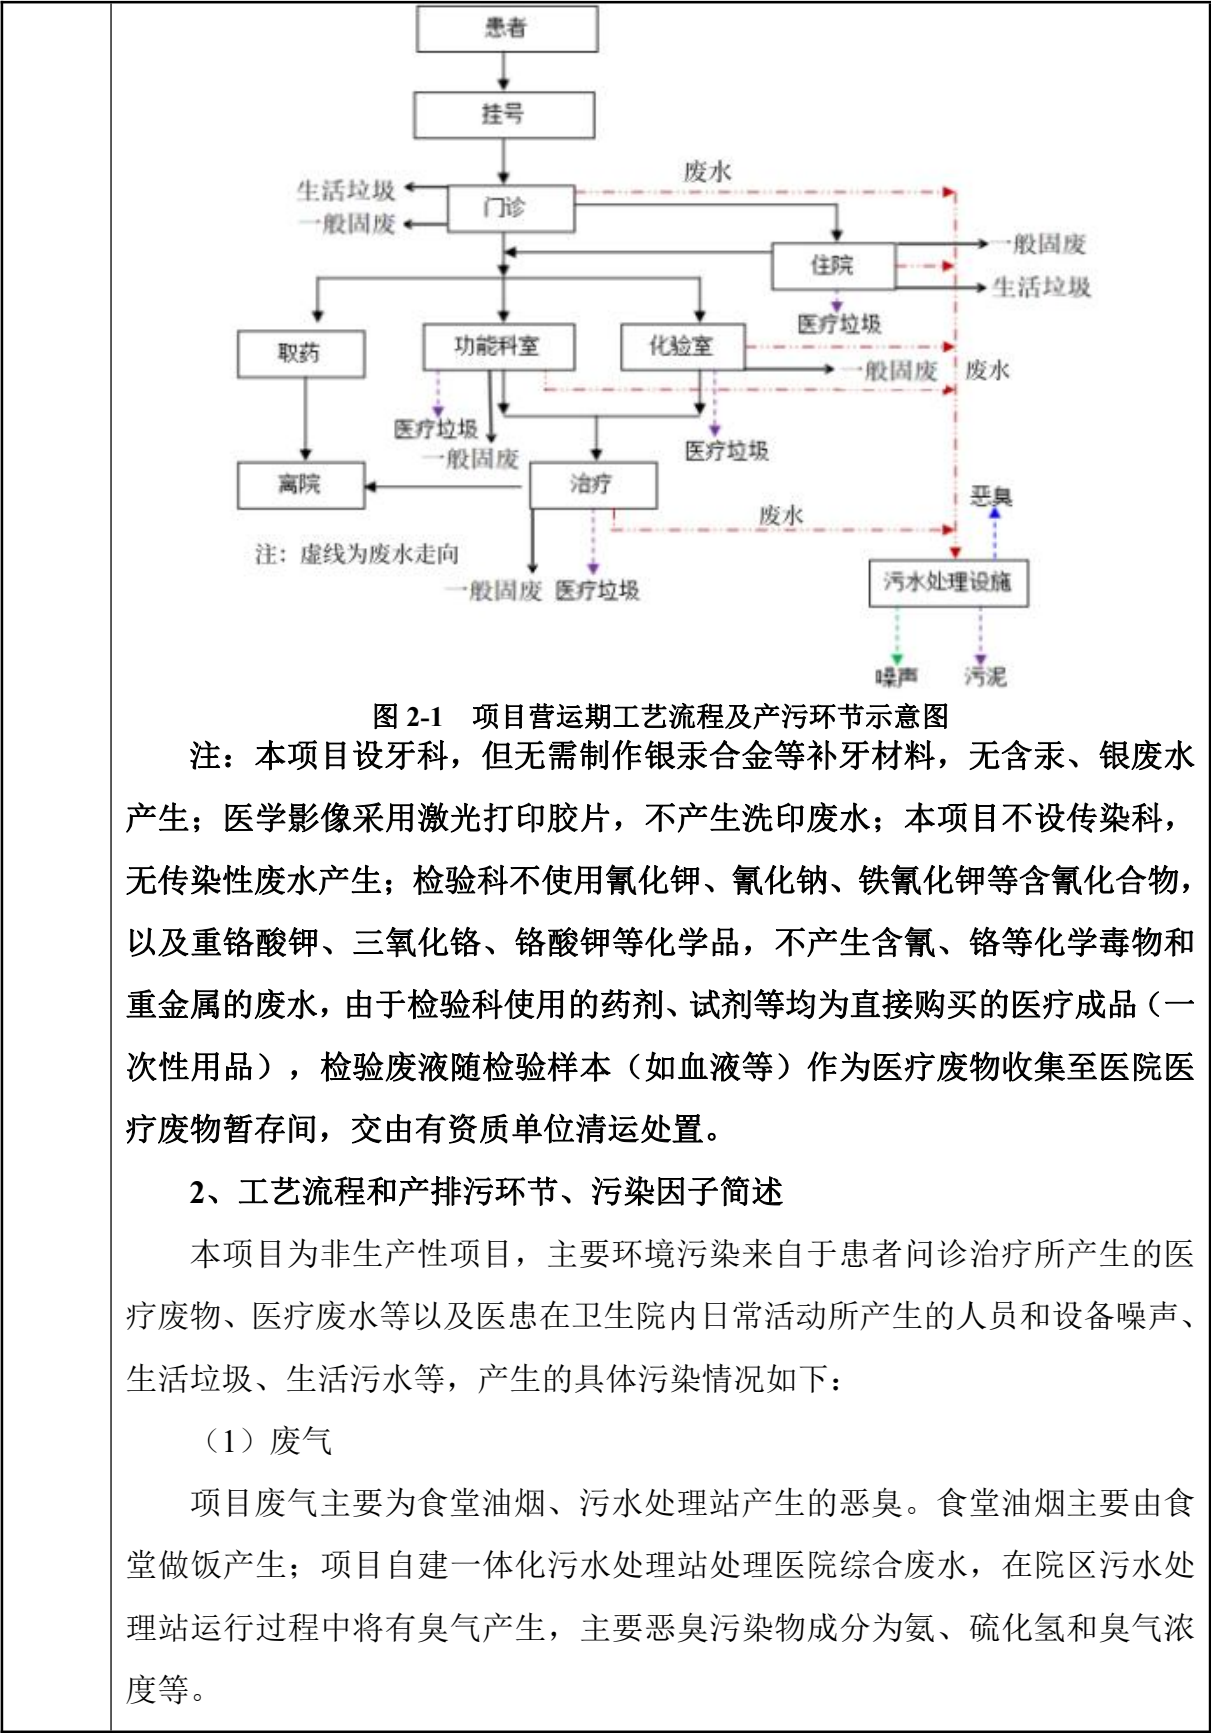 患者
挂号
废水
生活垃圾
门诊
一般固废
一般固废
住院
生活垃圾
医疗垃圾
取药
功能科室
化验室
一般固废
废水
医疗垃圾
一般固废
医疗垃圾
离院
治疗
恶臭
废水
注：虚线为废水走向
污水处理设施
一般固废
医疗垃圾
噪声
污泥
图 2-1 项目营运期工艺流程及产污环节示意图
注：本项目设牙科，但无需制作银汞合金等补牙材料，无含汞、银废水
产生；医学影像采用激光打印胶片，不产生洗印废水；本项目不设传染科，
无传染性废水产生；检验科不使用氰化钾、氰化钠、铁氰化钾等含氰化合物，
以及重铬酸钾、三氧化铬、铬酸钾等化学品，不产生含氰、铬等化学毒物和
重金属的废水，由于检验科使用的药剂、试剂等均为直接购买的医疗成品（一
次性用品），检验废液随检验样本（如血液等）作为医疗废物收集至医院医
疗废物暂存间，交由有资质单位清运处置。
2、工艺流程和产排污环节、污染因子简述
本项目为非生产性项目，主要环境污染来自于患者问诊治疗所产生的医
疗废物、医疗废水等以及医患在卫生院内日常活动所产生的人员和设备噪声、
生活垃圾、生活污水等，产生的具体污染情况如下：
（1）废气
项目废气主要为食堂油烟、污水处理站产生的恶臭。食堂油烟主要由食
堂做饭产生；项目自建一体化污水处理站处理医院综合废水，在院区污水处
理站运行过程中将有臭气产生，主要恶臭污染物成分为氨、硫化氢和臭气浓
度等。